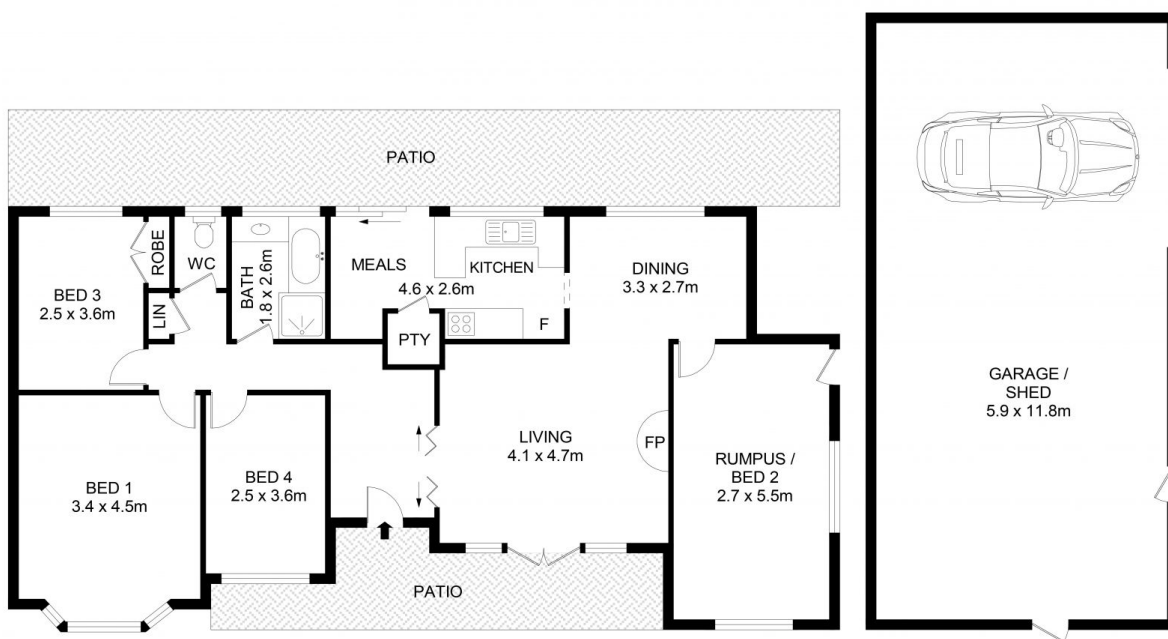 PATIO
ROBE
WC
BATH
1.8 x 2.6m
MEALS
KITCHEN
4.6 x 2.6m
DINING
3.3 x 2.7m
BED 3
2.5 x 3.6m
LIN
PTY
F
GARAGE /
SHED
5.9 x 11.8m
LIVING
4.1 x 4.7m
FP
RUMPUS /
BED 2
2.7 x 5.5m
BED 1
3.4 x 4.5m
BED 4
2.5 x 3.6m
PATIO